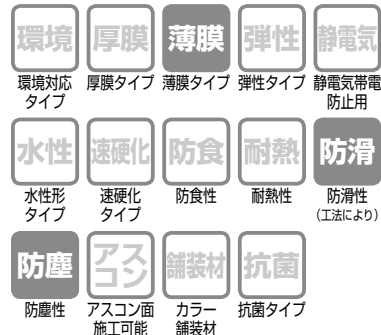 環境 厚膜 薄膜 弾性 静電気
環境対応 厚膜タイプ 薄膜タイプ 弾性タイプ 静電気帯電
タイプ 防止用
水性 速硬化 防食 耐熱 防滑
水性形 速硬化 防食性 耐熱性 防滑性
タイプ タイプ （工法により）
防塵 アス 舗装材 抗菌
コン
防塵性 アスコン面 カラー 抗菌タイプ
施工可能 舗装材